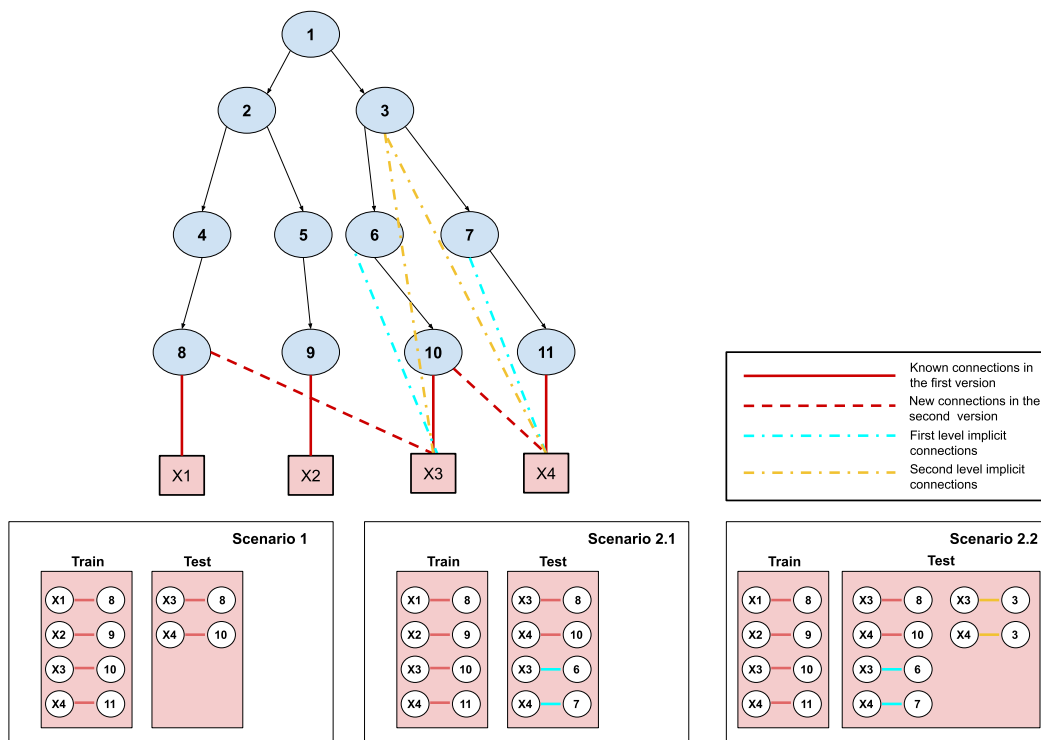 1
2
3
4
5
6
7
8
9
10
11
X1
X2
X3
X4
Known connections in
the first version
New connections in the
second version
First level implicit
connections
Second level implicit
connections
Scenario 1
Train
Test
X1 8
X2 9
X3 10
X4 11
X3 8
X4 10
Scenario 2.1
Train
Test
X1 8
X2 9
X3 10
X4 11
X3 8
X4 10
X3 6
X4 7
Scenario 2.2
Train
Test
X1 8
X2 9
X3 10
X4 11
X3 8
X4 10
X3 6
X4 7
X3 3
X4 3